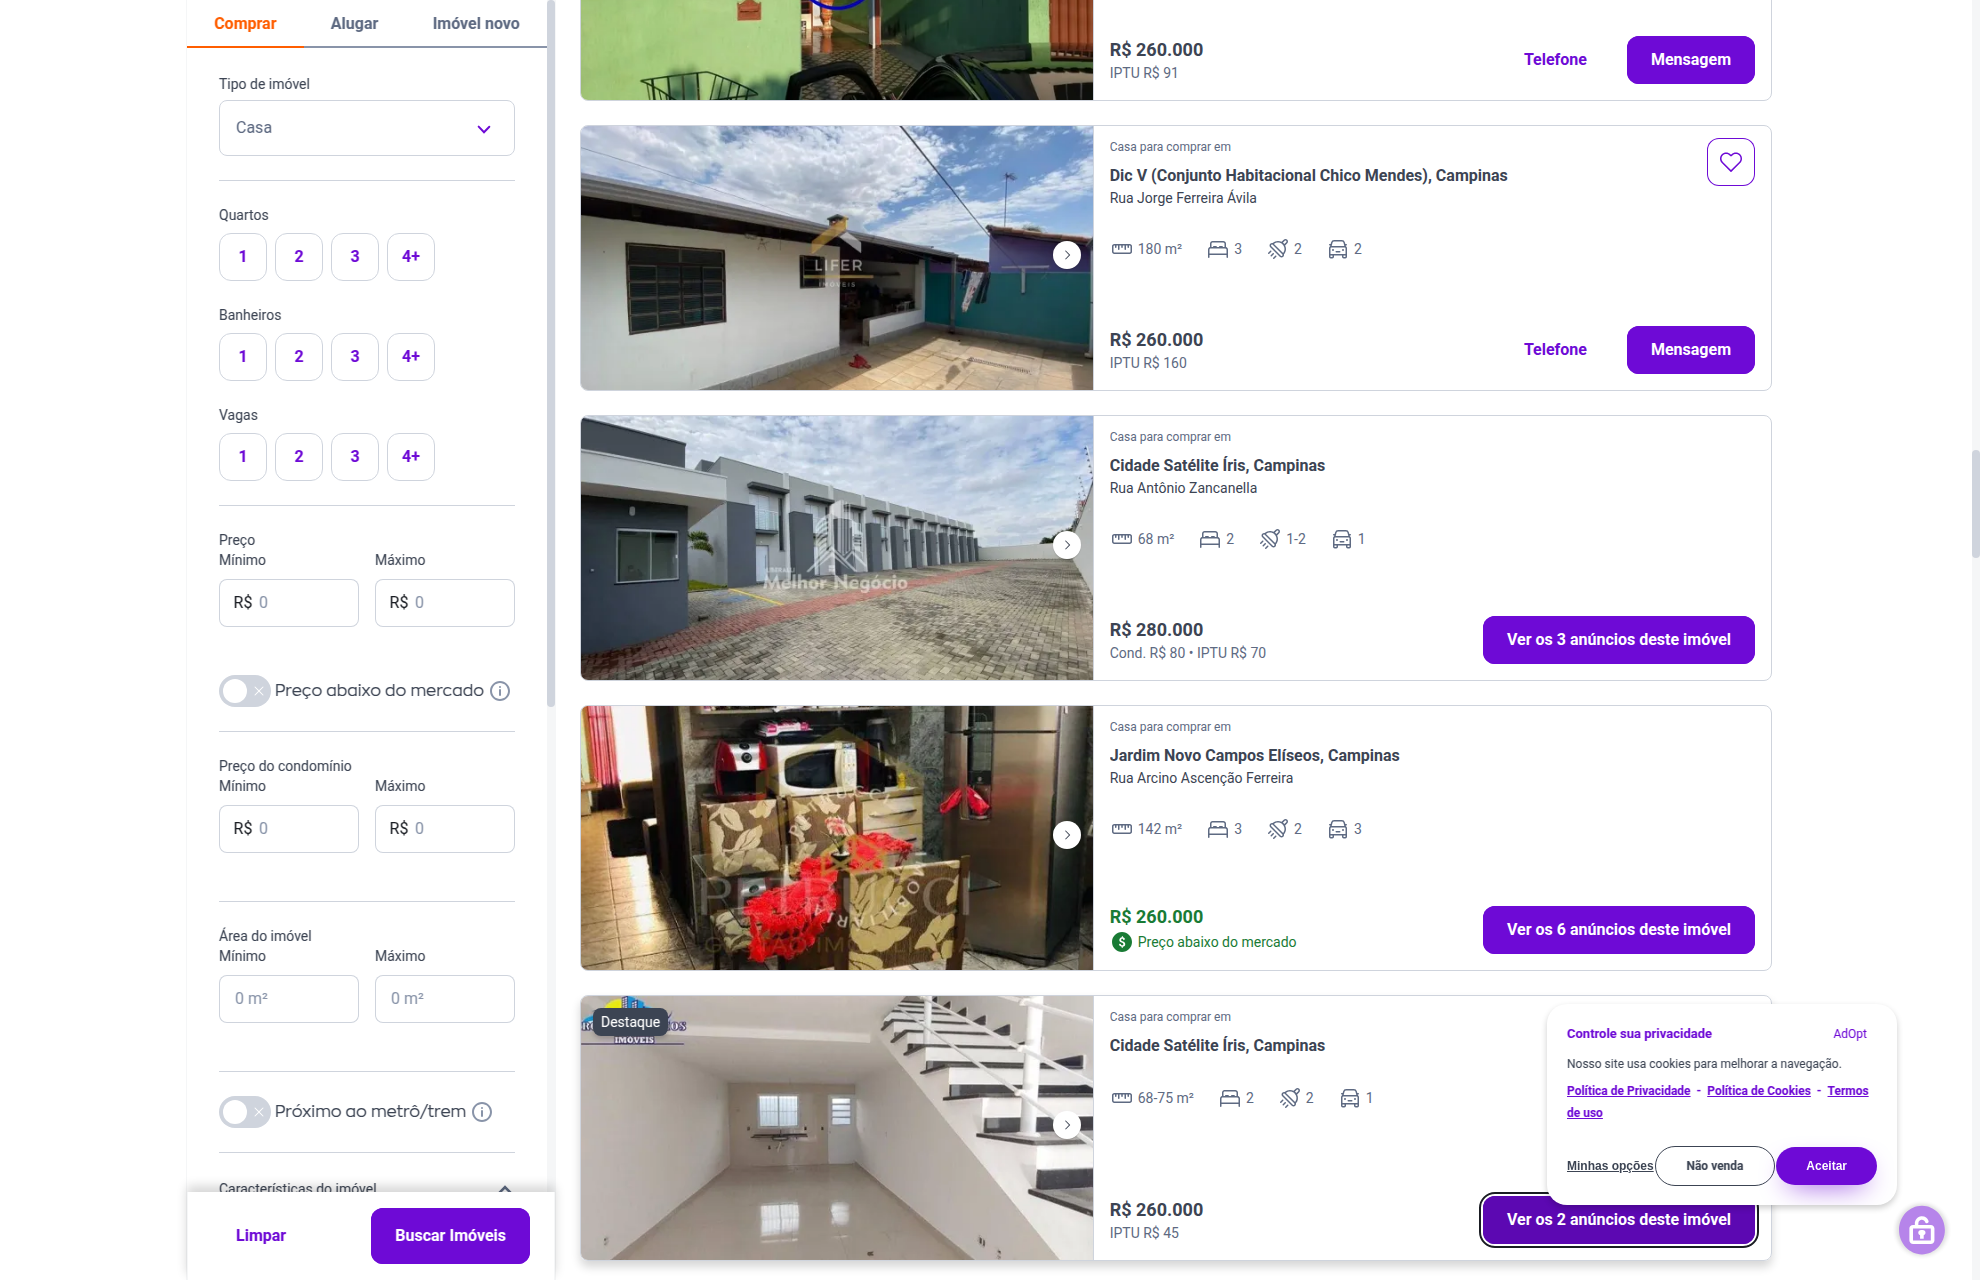 Comprar
Alugar
Imóvel novo
Tipo de imóvel
Casa
Quartos
1
2
3
4+
Banheiros
1
2
3
4+
Vagas
1
2
3
4+
Preço
Mínimo
Máximo
R$ 0
R$ 0
Preço abaixo do mercado
Preço do condomínio
Mínimo
Máximo
R$ 0
R$ 0
Área do imóvel
Mínimo
Máximo
0 m²
0 m²
Próximo ao metrô/trem
Características do imóvel
Limpar
Buscar Imóveis
R$ 260.000
IPTU R$ 91
Telefone
Mensagem
LIFER
IMÓVEIS
Casa para comprar em
Dic V (Conjunto Habitacional Chico Mendes), Campinas
Rua Jorge Ferreira Ávila
180 m²
3
2
2
R$ 260.000
IPTU R$ 160
Telefone
Mensagem
Melhor Negócio
Casa para comprar em
Cidade Satélite Íris, Campinas
Rua Antônio Zancanella
68 m²
2
1-2
1
R$ 280.000
Cond. R$ 80 • IPTU R$ 70
Ver os 3 anúncios deste imóvel
PETRUCCI
Casa para comprar em
Jardim Novo Campos Elíseos, Campinas
Rua Arcino Ascenção Ferreira
142 m²
3
2
3
R$ 260.000
Preço abaixo do mercado
Ver os 6 anúncios deste imóvel
Destaque
IMÓVEIS
Casa para comprar em
Cidade Satélite Íris, Campinas
68-75 m²
2
2
1
R$ 260.000
IPTU R$ 45
Ver os 2 anúncios deste imóvel
Controle sua privacidade
AdOpt
Nosso site usa cookies para melhorar a navegação.
Política de Privacidade - Política de Cookies - Termos
de uso
Minhas opções
Não venda
Aceitar